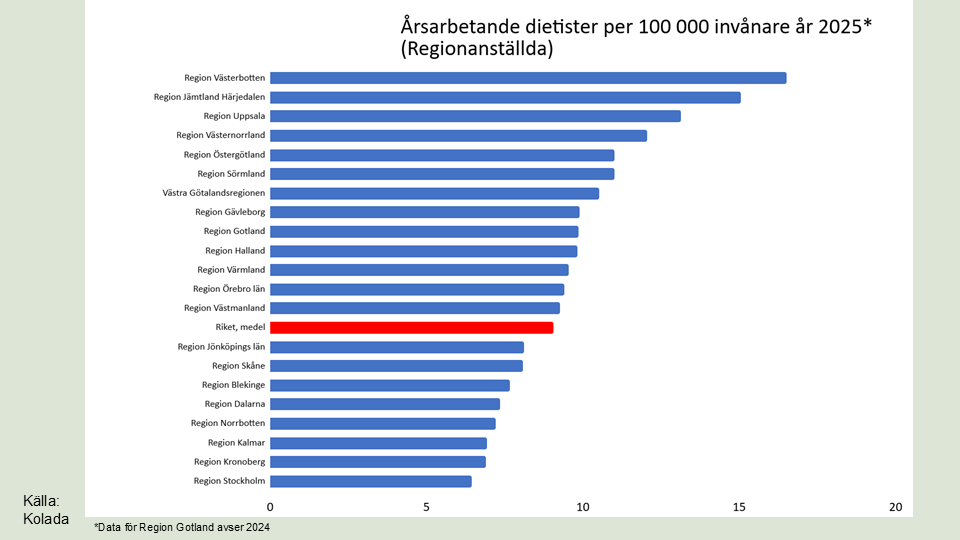 Årsarbetande dietister per 100 000 invånare år 2025*
(Regionanställda)
Region Västerbotten
Region Jämtland Härjedalen
Region Uppsala
Region Västernorrland
Region Östergötland
Region Sörmland
Västra Götalandsregionen
Region Gävleborg
Region Gotland
Region Halland
Region Värmland
Region Örebro län
Region Västmanland
Riket, medel
Region Jönköpings län
Region Skåne
Region Blekinge
Region Dalarna
Region Norrbotten
Region Kalmar
Region Kronoberg
Region Stockholm
0 5 10 15 20
Källa:
Kolada
*Data för Region Gotland avser 2024